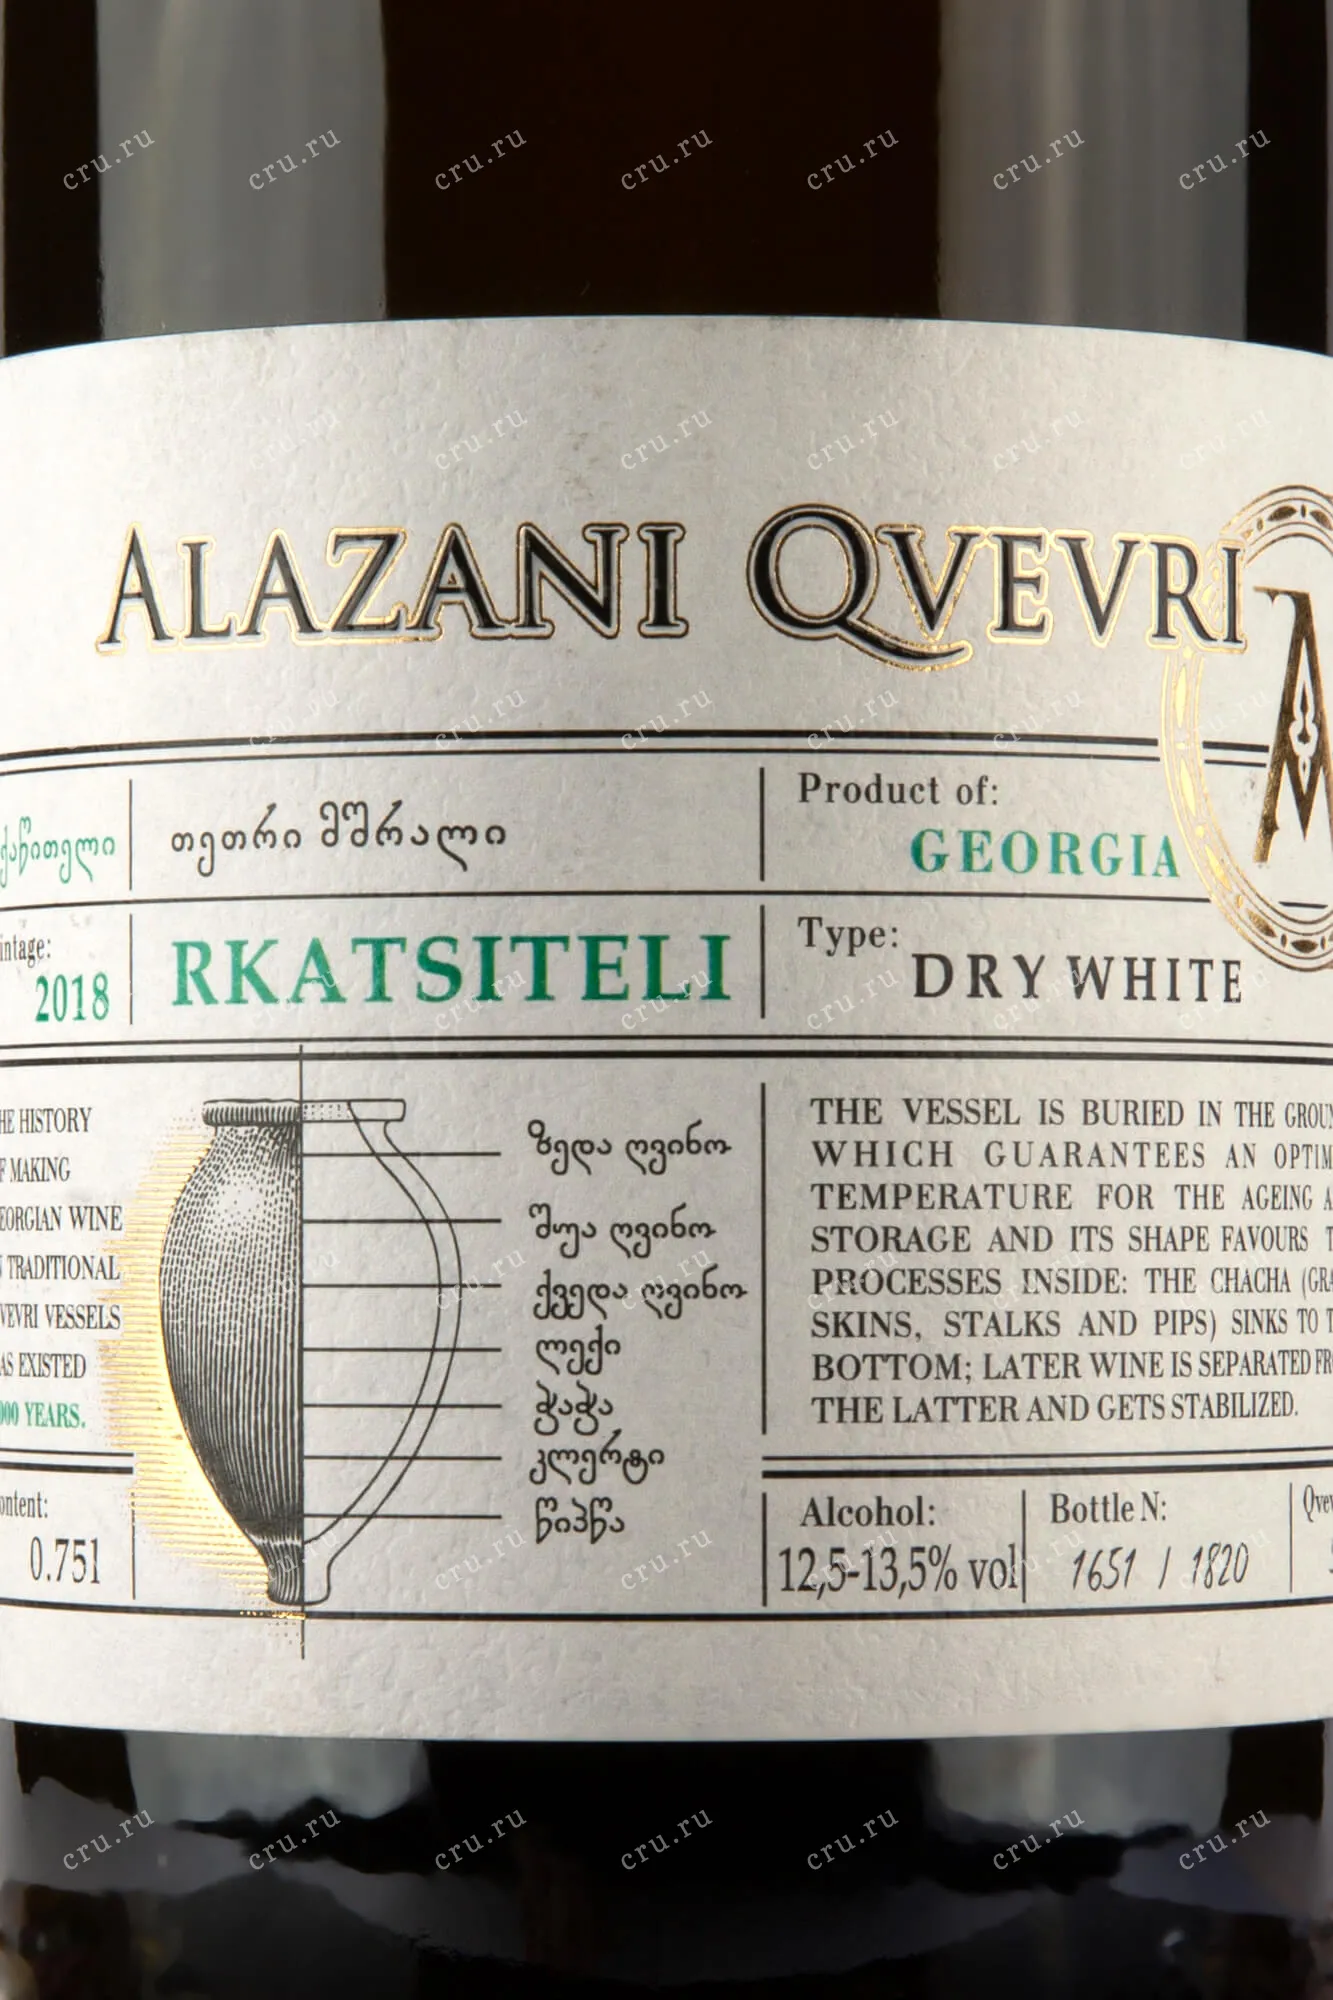 ALAZANI QVEVRI
თეთრი მშრალი
Product of:
GEORGIA
2018
RKATSITELI
Type:
DRY WHITE
HISTORY
MAKING
WINE
TRADITIONAL
VESSELS
EXISTED
YEARS.
ზედა ღვინო
შუა ღვინო
ქვედა ღვინო
ლექი
ჭაჭა
კლერტი
წიპწა
THE VESSEL IS BURIED IN THE
WHICH GUARANTEES AN
TEMPERATURE FOR THE AGEING
STORAGE AND ITS SHAPE FAVOURS
PROCESSES INSIDE: THE CHACHA
SKINS, STALKS AND PIPS) SINKS TO
BOTTOM; LATER WINE IS SEPARATED
THE LATTER AND GETS STABILIZED.
0.75l
Alcohol:
12,5-13,5% vol
Bottle N:
1651 / 1820
cru.ru